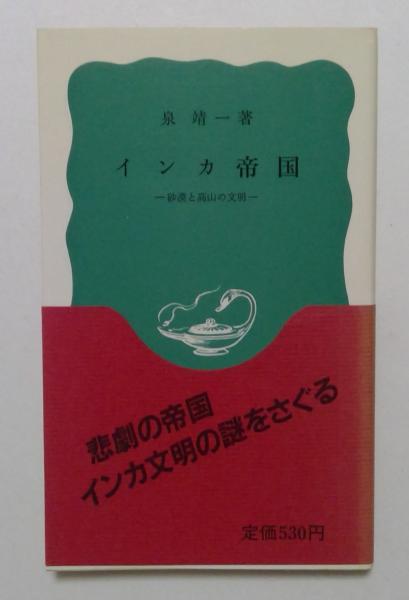 泉 靖一著
インカ帝国
―砂漠と高山の文明―
悲劇の帝国
インカ文明の謎をさぐる
定価530円